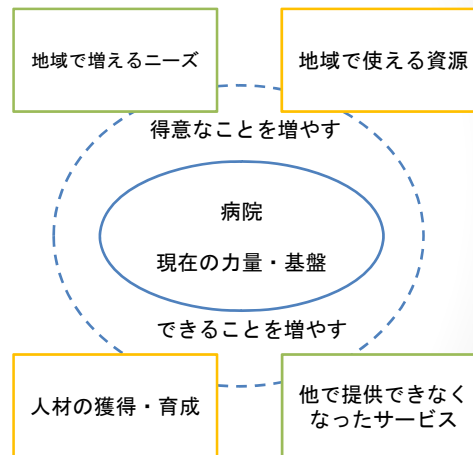 地域で増えるニーズ
地域で使える資源
得意なことを増やす
病院
現在の力量・基盤
できることを増やす
人材の獲得・育成
他で提供できなく
なったサービス